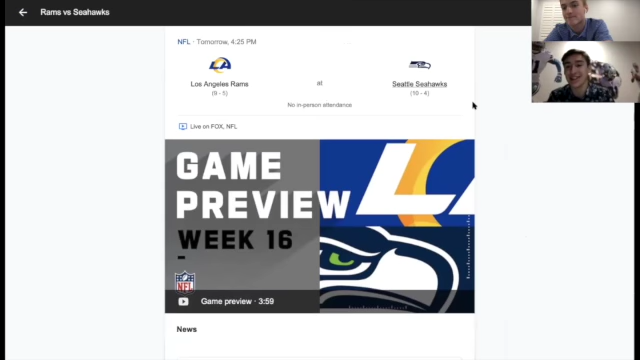 Rams vs Seahawks
NFL · Tomorrow, 4:25 PM
Los Angeles Rams
at
Seattle Seahawks
(9 - 5)
(10 - 4)
No in-person attendance
Live on FOX, NFL
GAME
PREVIEW
WEEK 16
NFL
Game preview · 3:59
News